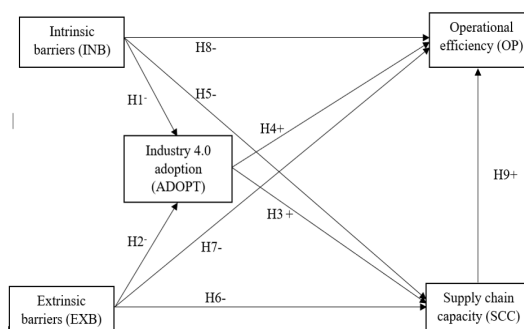 Intrinsic
barriers (INB)
Operational
efficiency (OP)
H8-
H5-
H1-
H4+
Industry 4.0
adoption
(ADOPT)
H9+
H3 +
H2-
H7-
H6-
Extrinsic
barriers (EXB)
Supply chain
capacity (SCC)